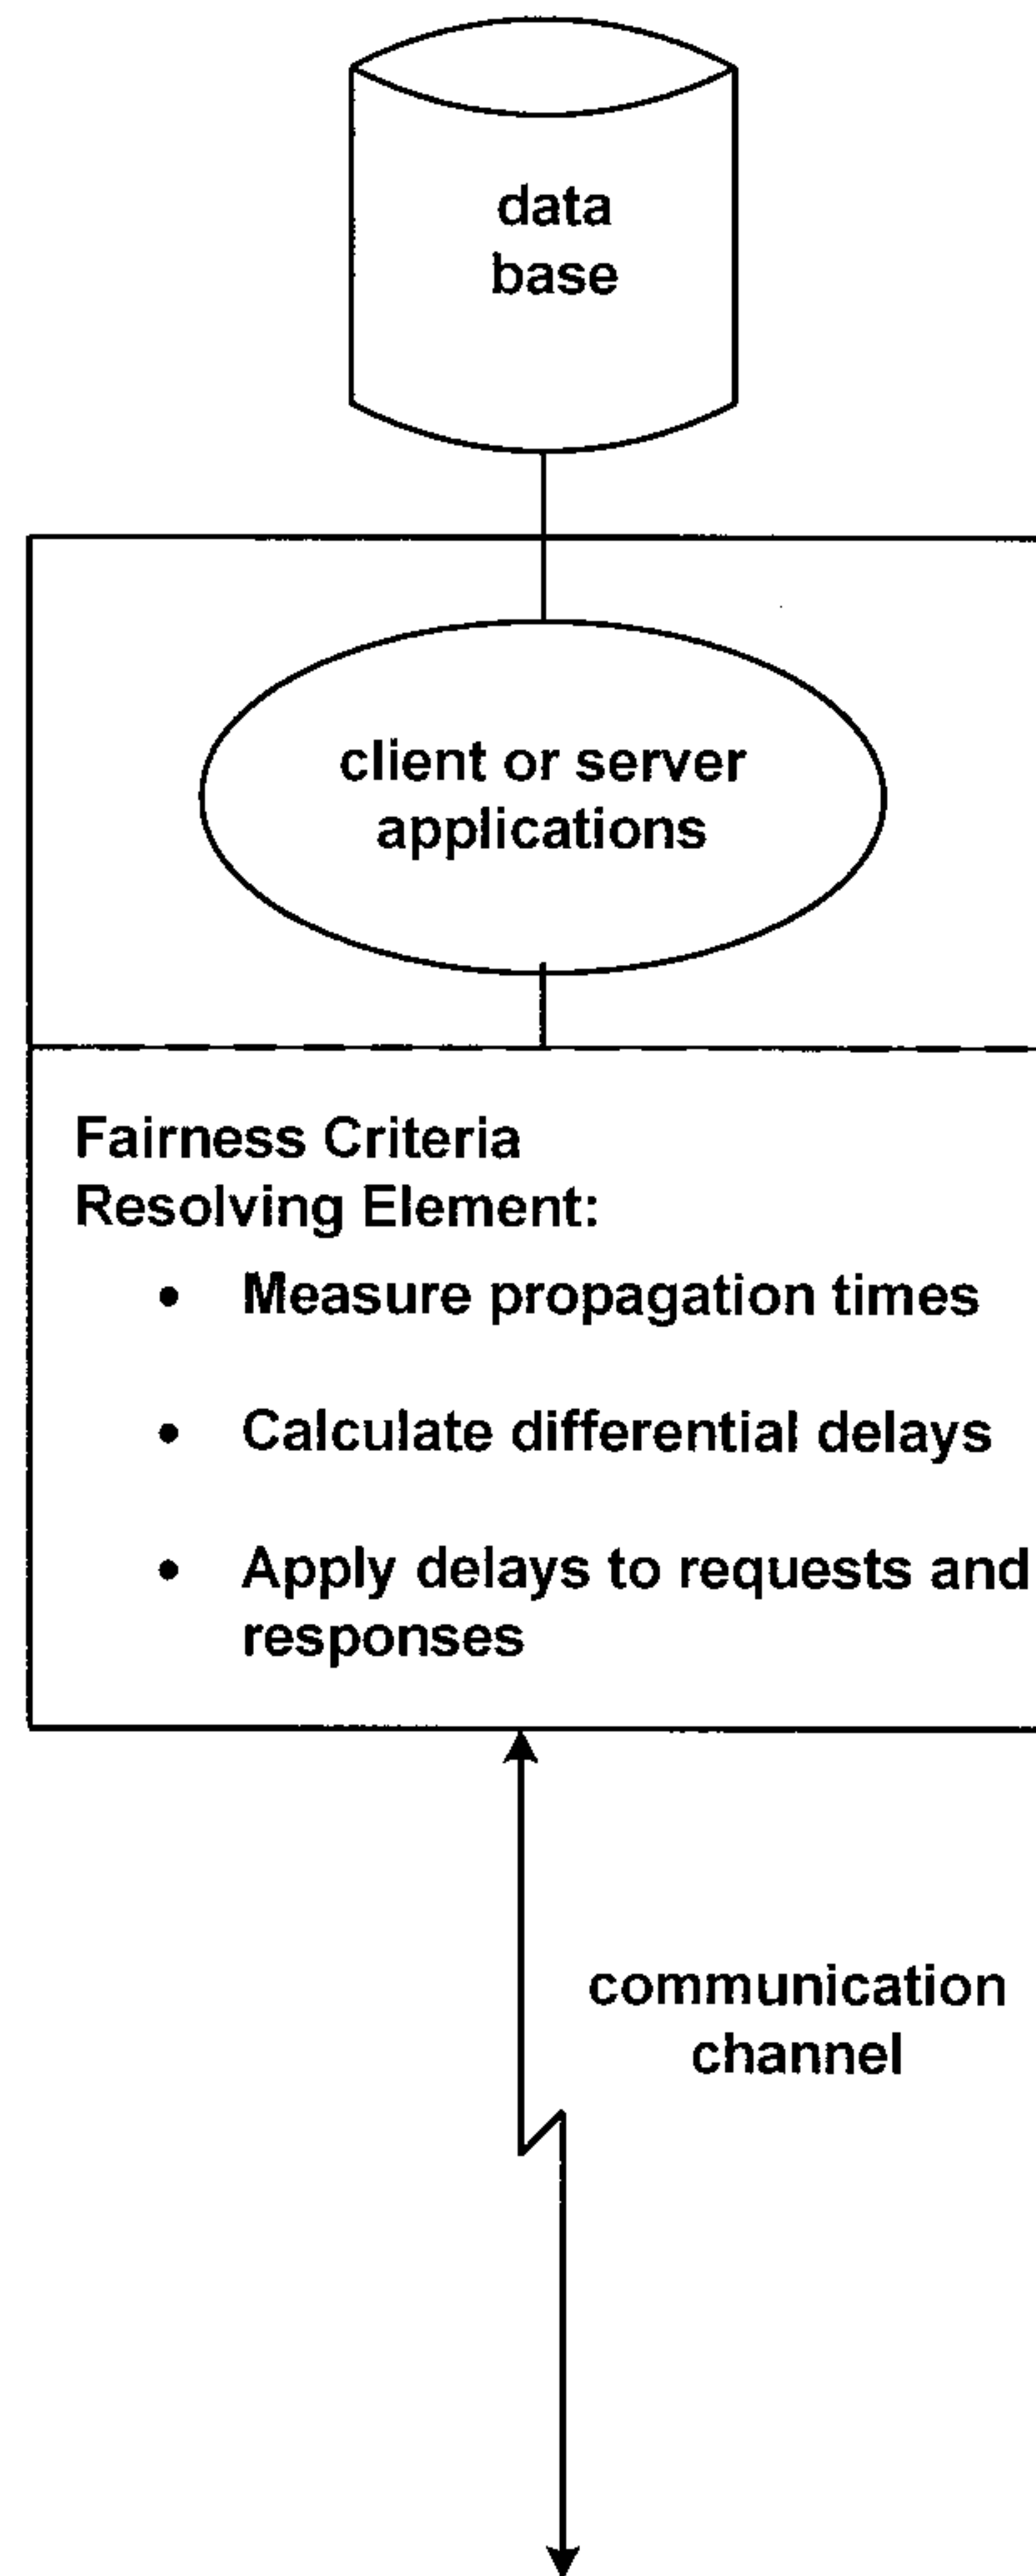 data
base
client or server
applications
Fairness Criteria
Resolving Element:
• Measure propagation times
• Calculate differential delays
• Apply delays to requests and
responses
communication
channel